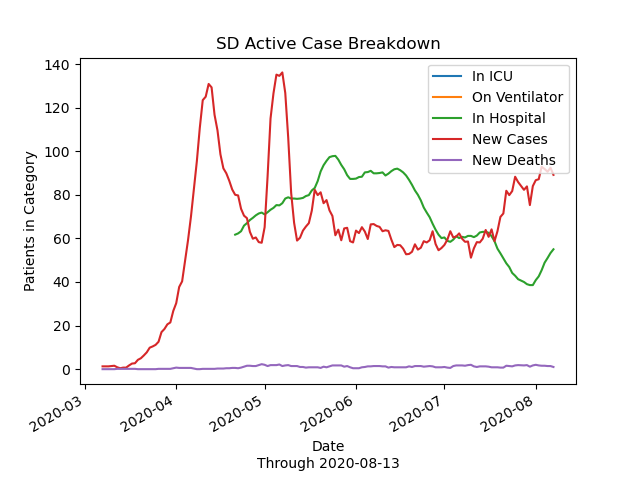 SD Active Case Breakdown
140
120
100
80
60
40
20
0
Patients in Category
In ICU
On Ventilator
In Hospital
New Cases
New Deaths
2020-03
2020-04
2020-05
2020-06
2020-07
2020-08
Date
Through 2020-08-13